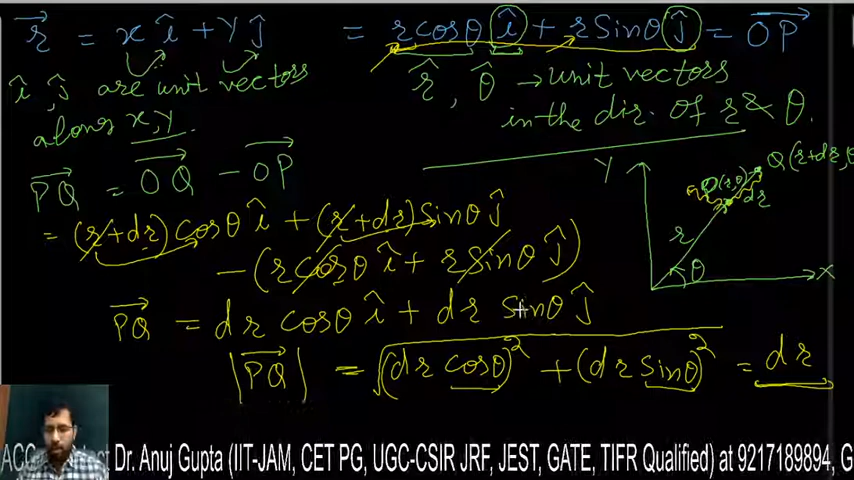 r⃗ = x î + y ĵ = r cosθ î + r Sinθ ĵ = OP⃗
î, ĵ are unit vectors
along x, y
r̂, θ̂ → unit vectors
in the dir. of r & θ.
PQ⃗ = OQ⃗ - OP⃗
= (r+dr) cosθ î + (r+dr) Sinθ ĵ
- (r cosθ î + r Sinθ ĵ)
PQ⃗ = dr cosθ î + dr Sinθ ĵ
|PQ⃗| = √(dr cosθ)² + (dr sinθ)² = dr
Y
Q(r+dr, θ
P(r,θ)
dr
r
θ
X
Dr. Anuj Gupta (IIT-JAM, CET PG, UGC-CSIR JRF, JEST, GATE, TIFR Qualified) at 9217189894, G